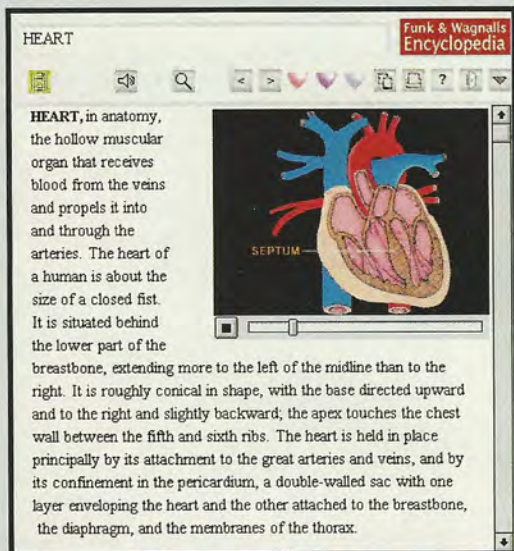 HEART
Funk & Wagnalls
Encyclopedia
< > ?
HEART, in anatomy,
the hollow muscular
organ that receives
blood from the veins
and propels it into
and through the
arteries. The heart of
a human is about the
size of a closed fist.
It is situated behind
the lower part of the
SEPTUM
breastbone, extending more to the left of the midline than to the
right. It is roughly conical in shape, with the base directed upward
and to the right and slightly backward; the apex touches the chest
wall between the fifth and sixth ribs. The heart is held in place
principally by its attachment to the great arteries and veins, and by
its confinement in the pericardium, a double-walled sac with one
layer enveloping the heart and the other attached to the breastbone,
the diaphragm, and the membranes of the thorax.